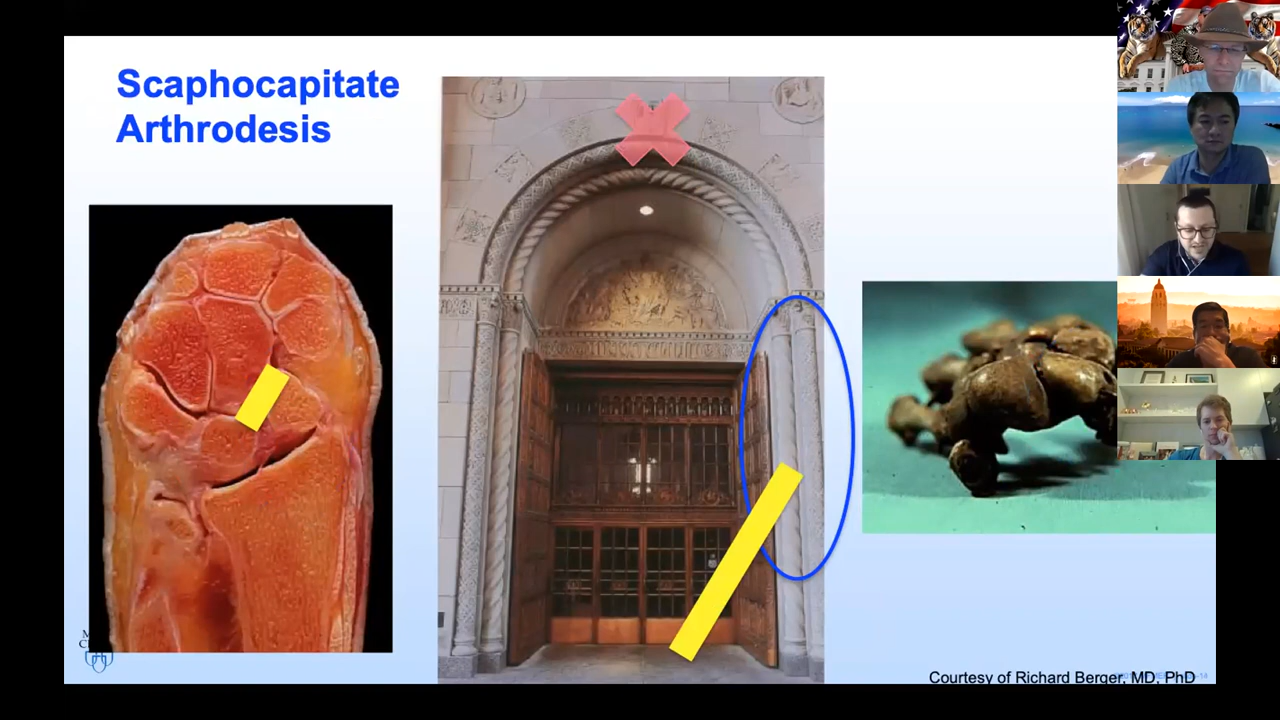 Scaphocapitate
Arthrodesis
Courtesy of Richard Berger, MD, PhD